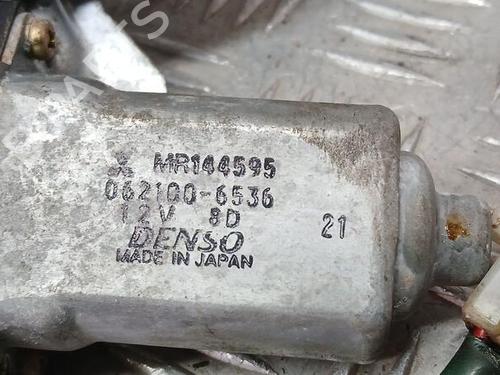 MR144595
062100-6536
12V 8D
21
DENSO
MADE IN JAPAN